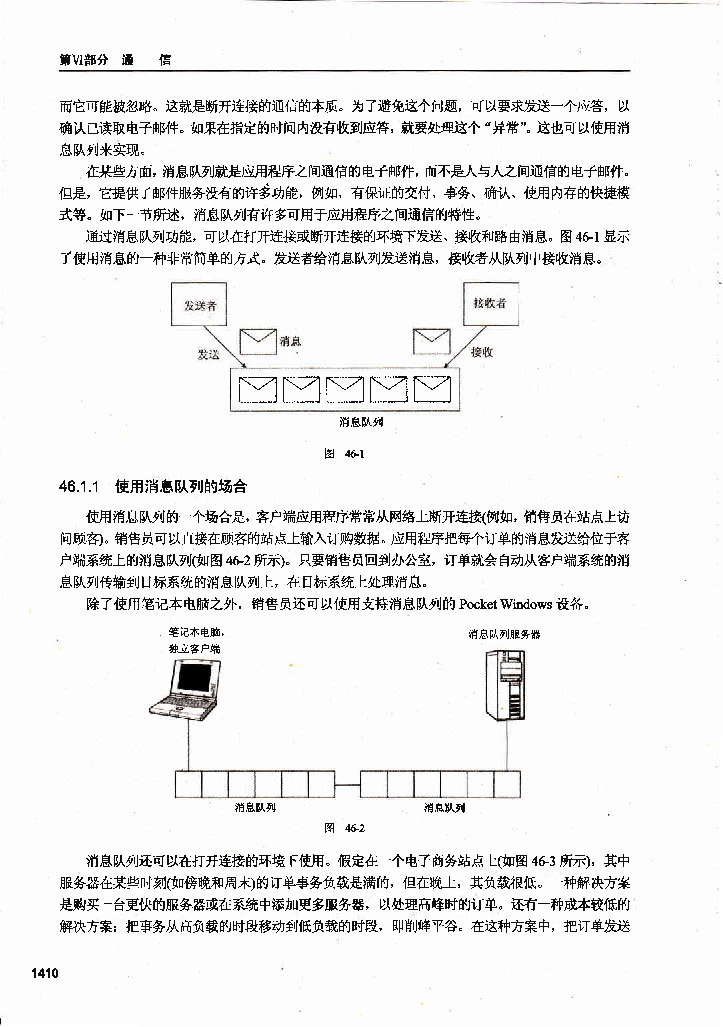 第VI部分 通 信
而它可能被忽略。这就是断开连接的通信的本质。为了避免这个问题，可以要求发送一个应答，以
确认已读取电子邮件。如果在指定的时间内没有收到应答，就要处理这个“异常”。这也可以使用消
息队列来实现。
在某些方面，消息队列就是应用程序之间通信的电子邮件，而不是人与人之间通信的电子邮件。
但是，它提供了邮件服务没有的许多功能，例如，有保证的交付、事务、确认、使用内存的快捷模
式等。如下一节所述，消息队列有许多可用于应用程序之间通信的特性。
通过消息队列功能，可以在打开连接或断开连接的环境下发送、接收和路由消息。图 46-1 显示
了使用消息的一种非常简单的方式。发送者给消息队列发送消息，接收者从队列中接收消息。
发送者
接收者
消息
发送
接收
消息队列
图 46-1
46.1.1 使用消息队列的场合
使用消息队列的一个场合是，客户端应用程序常常从网络上断开连接(例如，销售员在站点上访
问顾客)。销售员可以直接在顾客的站点上输入订购数据。应用程序把每个订单的消息发送给位于客
户端系统上的消息队列(如图 46-2 所示)。只要销售员回到办公室，订单就会自动从客户端系统的消
息队列传输到目标系统的消息队列上，在目标系统上处理消息。
除了使用笔记本电脑之外，销售员还可以使用支持消息队列的 Pocket Windows 设备。
笔记本电脑，
独立客户端
消息队列服务器
消息队列
消息队列
图 46-2
消息队列还可以在打开连接的环境下使用。假定在一个电子商务站点上(如图 46-3 所示)，其中
服务器在某些时刻(如傍晚和周末)的订单事务负载是满的，但在晚上，其负载很低。一种解决方案
是购买一台更快的服务器或在系统中添加更多服务器，以处理高峰时的订单。还有一种成本较低的
解决方案：把事务从高负载的时段移动到低负载的时段，即削峰平谷。在这种方案中，把订单发送
1410